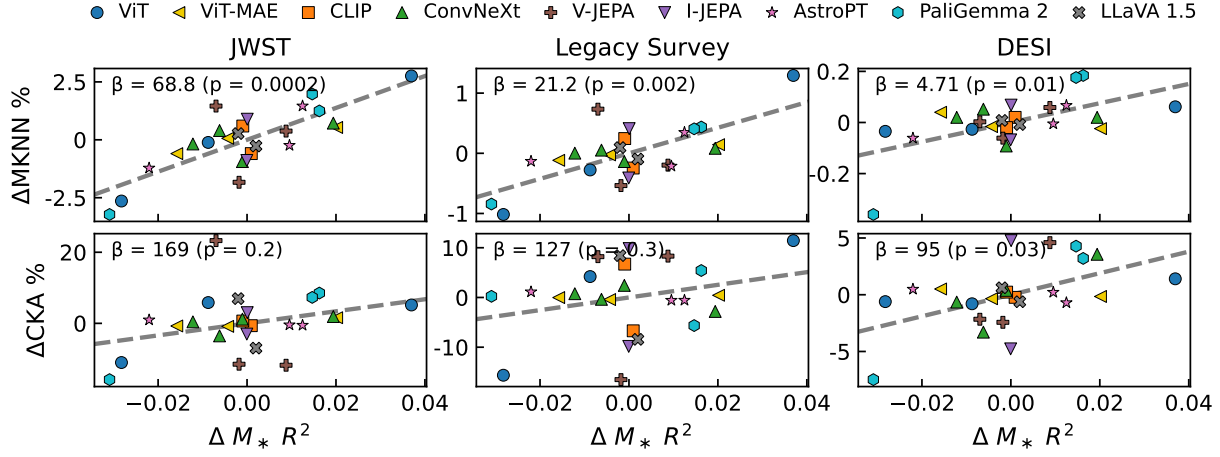 ViT ViT-MAE CLIP ConvNeXt V-JEPA I-JEPA AstroPT PaliGemma 2 LLaVA 1.5
JWST Legacy Survey DESI
ΔMKNN %
2.5
0
-2.5
β = 68.8 (p = 0.0002)
1
0
-1
β = 21.2 (p = 0.002)
0.2
0
-0.2
β = 4.71 (p = 0.01)
ΔCKA %
20
0
β = 169 (p = 0.2)
10
0
-10
β = 127 (p = 0.3)
5
0
-5
β = 95 (p = 0.03)
−0.02 0.00 0.02 0.04
−0.02 0.00 0.02 0.04
−0.02 0.00 0.02 0.04
Δ M∗ R² Δ M∗ R² Δ M∗ R²